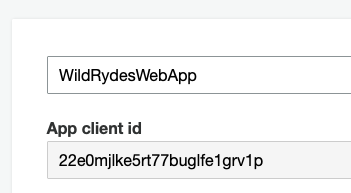 WildRydesWebApp
App client id
22e0mjlke5rt77buglfe1grv1p